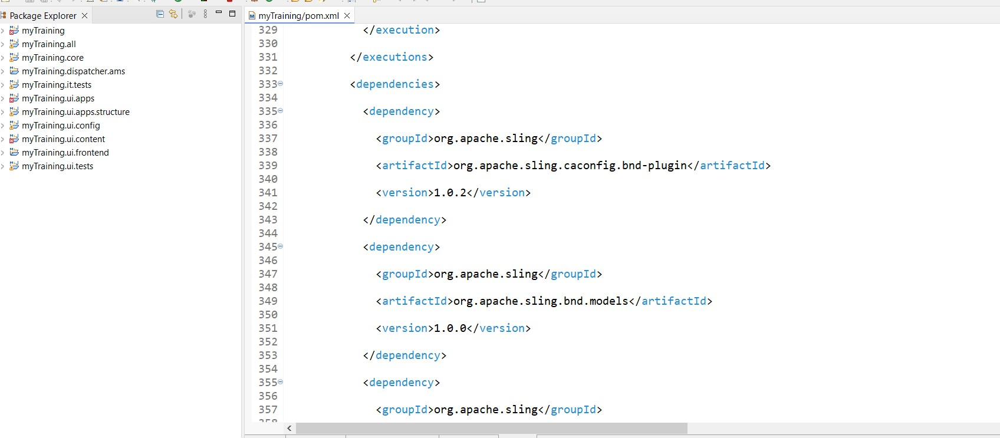 Package Explorer
myTraining
myTraining.all
myTraining.core
myTraining.dispatcher.ams
myTraining.it.tests
myTraining.ui.apps
myTraining.ui.apps.structure
myTraining.ui.config
myTraining.ui.content
myTraining.ui.frontend
myTraining.ui.tests
myTraining/pom.xml
329 </execution>
330
331 </executions>
332
333 <dependencies>
334
335 <dependency>
336
337 <groupId>org.apache.sling</groupId>
338
339 <artifactId>org.apache.sling.caconfig.bnd-plugin</artifactId>
340
341 <version>1.0.2</version>
342
343 </dependency>
344
345 <dependency>
346
347 <groupId>org.apache.sling</groupId>
348
349 <artifactId>org.apache.sling.bnd.models</artifactId>
350
351 <version>1.0.0</version>
352
353 </dependency>
354
355 <dependency>
356
357 <groupId>org.apache.sling</groupId>
358